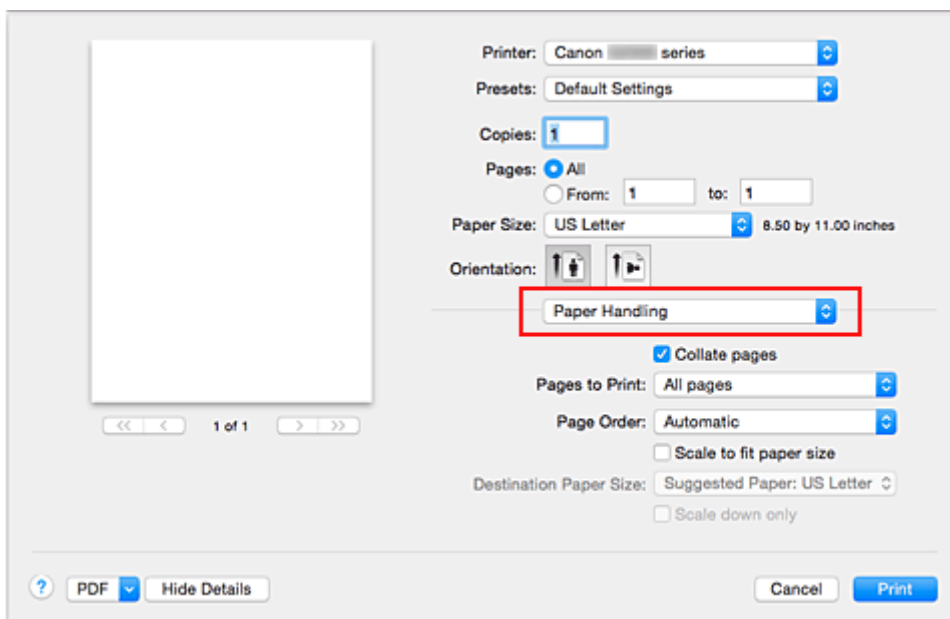 Printer: Canon series
Presets: Default Settings
Copies: 1
Pages: All
From: 1 to: 1
Paper Size: US Letter 8.50 by 11.00 inches
Orientation:
Paper Handling
Collate pages
Pages to Print: All pages
Page Order: Automatic
Scale to fit paper size
Destination Paper Size: Suggested Paper: US Letter
Scale down only
<< < 1 of 1 > >>
? PDF Hide Details Cancel Print